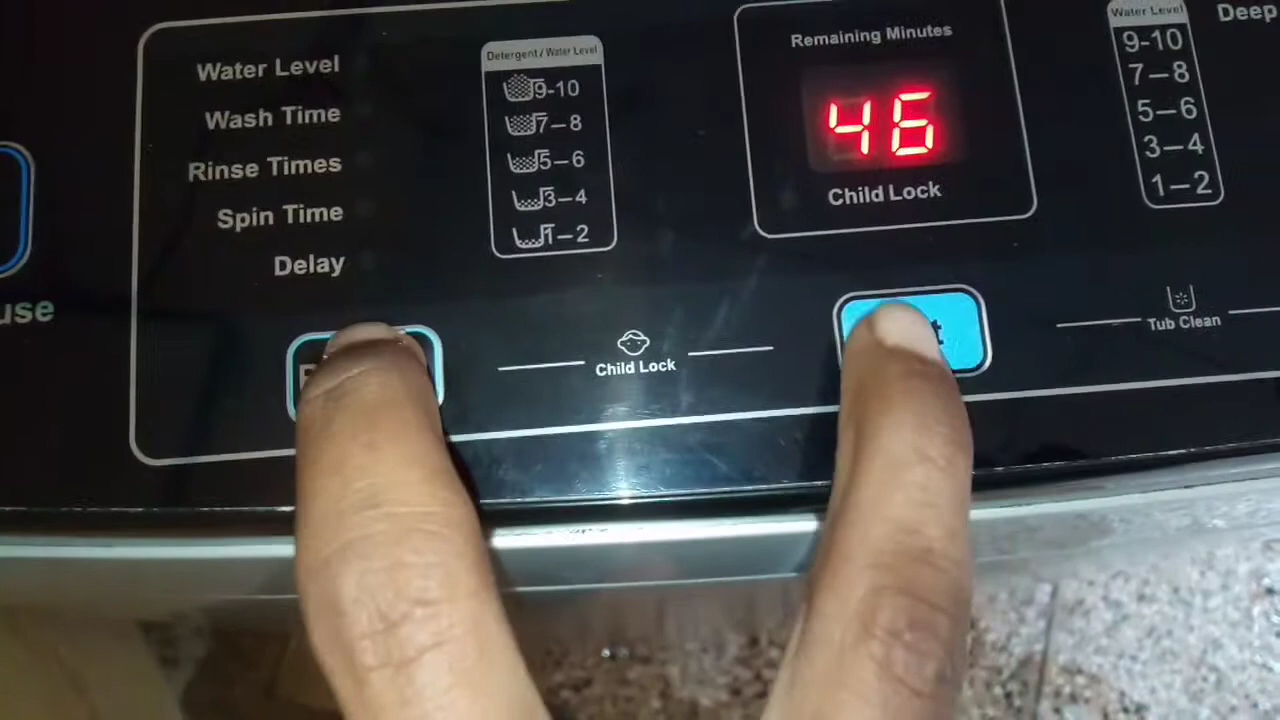 Water Level
Wash Time
Rinse Times
Spin Time
Delay
Detergent / Water Level
9-10
7-8
5-6
3-4
1-2
Remaining Minutes
46
Child Lock
Water Level
9-10
7-8
5-6
3-4
1-2
Deep
use
Child Lock
Tub Clean